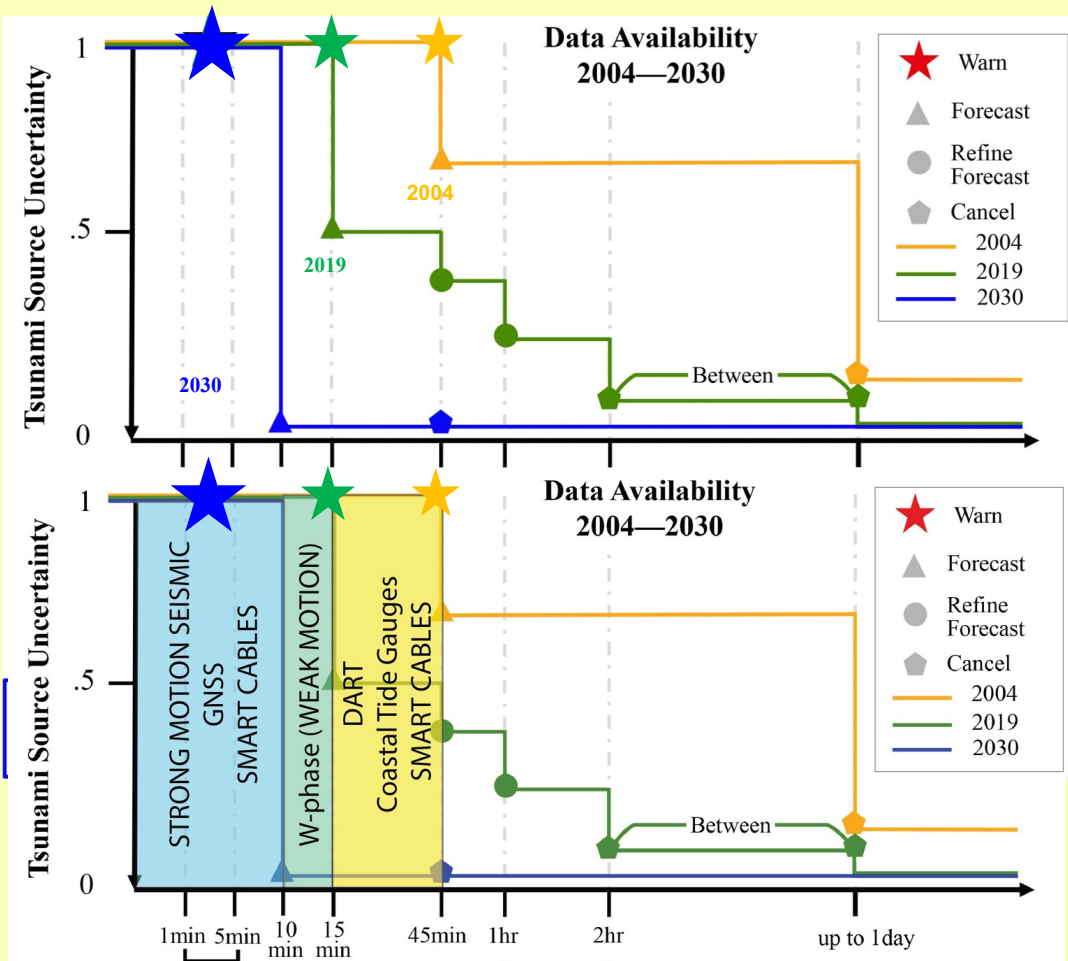 Data Availability
2004—2030
1
.5
0
Tsunami Source Uncertainty
2004
2019
2030
Between
Warn
Forecast
Refine
Forecast
Cancel
2004
2019
2030
Data Availability
2004—2030
1
.5
0
Tsunami Source Uncertainty
STRONG MOTION SEISMIC
GNSS
SMART CABLES
W-phase (WEAK MOTION)
DART
Coastal Tide Gauges
SMART CABLES
Between
Warn
Forecast
Refine
Forecast
Cancel
2004
2019
2030
1min
5min
10
min
15
min
45min
1hr
2hr
up to 1day